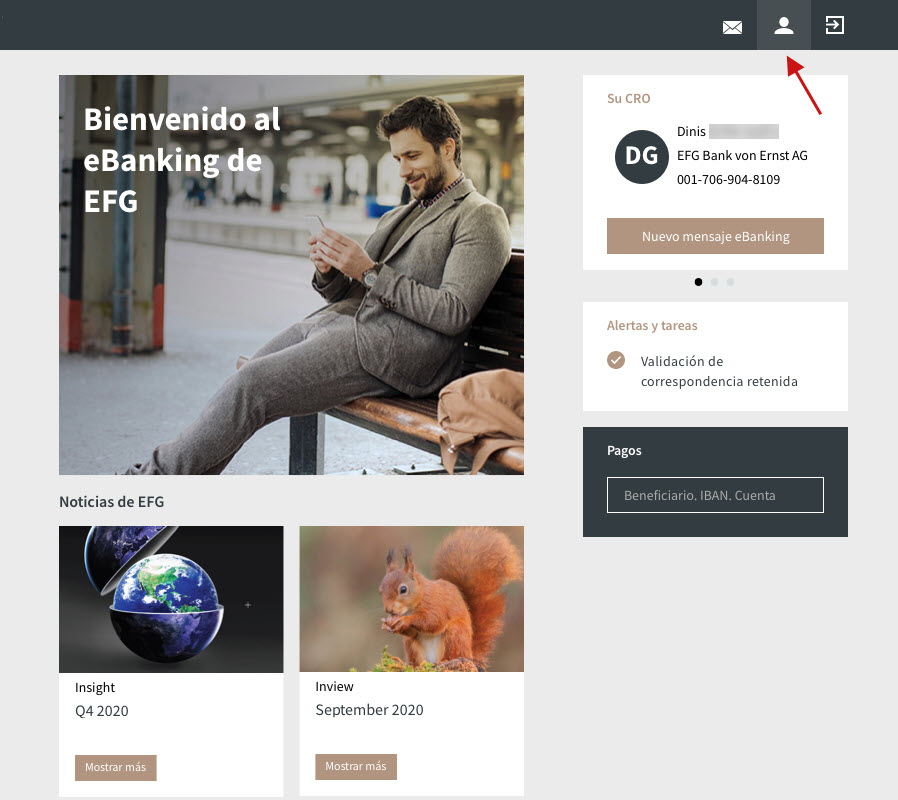 Bienvenido al
eBanking de
EFG
Noticias de EFG
Insight
Q4 2020
Mostrar más
Inview
September 2020
Mostrar más
Su CRO
DG
Dinis
EFG Bank von Ernst AG
001-706-904-8109
Nuevo mensaje eBanking
Alertas y tareas
Validación de
correspondencia retenida
Pagos
Beneficiario, IBAN, Cuenta